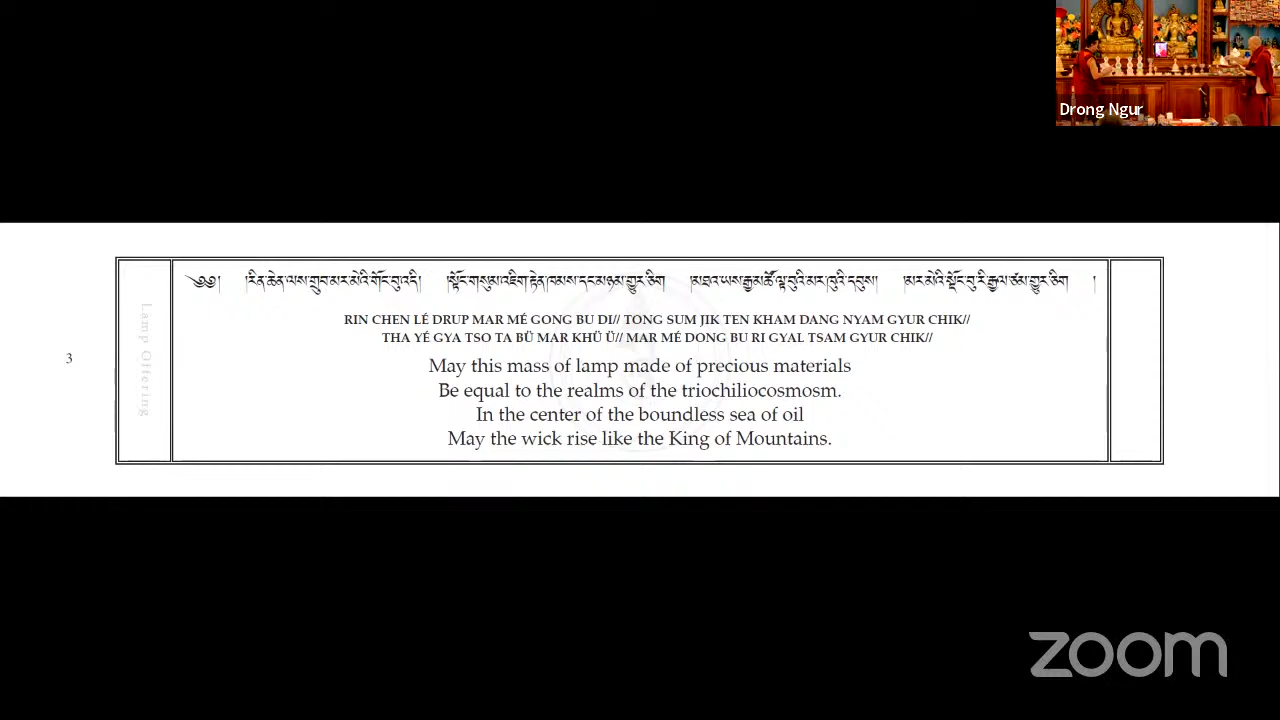 Drong Ngur
༄༅། །རིན་ཆེན་ལས་གྲུབ་མར་མེའི་གོང་བུ་འདི། །སྟོང་གསུམ་འཇིག་རྟེན་ཁམས་དང་མཉམ་གྱུར་ཅིག །མཐའ་ཡས་རྒྱ་མཚོ་ལྟ་བུའི་མར་ཁུའི་དབུས།། །མར་མེའི་སྡོང་བུ་རི་རྒྱལ་ཙམ་གྱུར་ཅིག །
RIN CHEN LÉ DRUP MAR MÉ GONG BU DI// TONG SUM JIK TEN KHAM DANG NYAM GYUR CHIK//
THA YÉ GYA TSO TA BÜ MAR KHÜ Ü// MAR MÉ DONG BU RI GYAL TSAM GYUR CHIK//
3
Lamp Offering
May this mass of lamp made of precious materials
Be equal to the realms of the triochiliocosmosm.
In the center of the boundless sea of oil
May the wick rise like the King of Mountains.
zoom